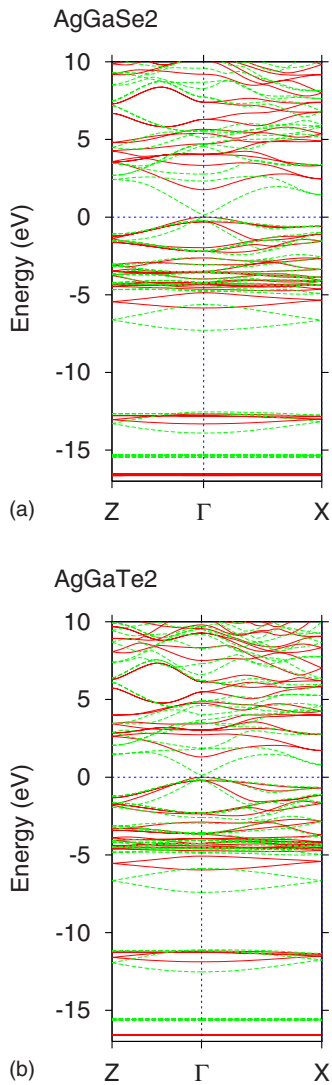 AgGaSe2
10
5
0
-5
-10
-15
Energy (eV)
(a)
Z Γ X
AgGaTe2
10
5
0
-5
-10
-15
Energy (eV)
(b)
Z Γ X